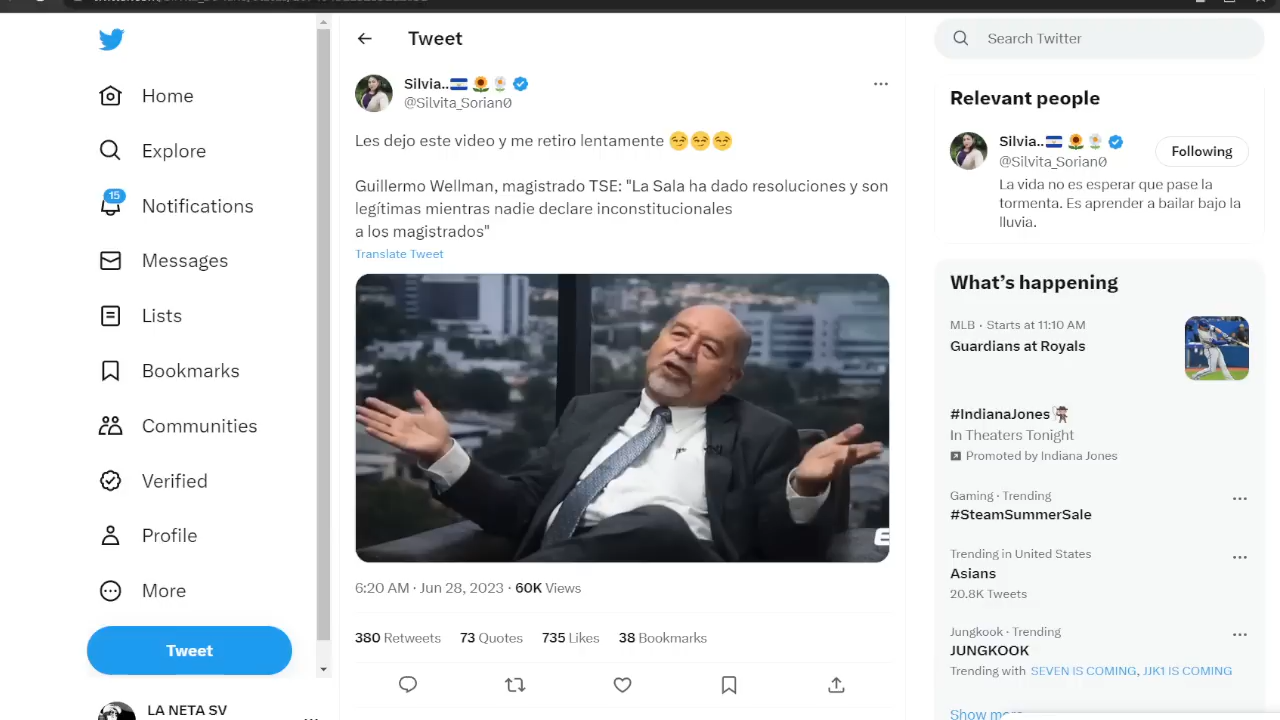 Home
Explore
15
Notifications
Messages
Lists
Bookmarks
Communities
Verified
Profile
More
Tweet
LA NETA SV
Tweet
Silvia..
@Silvita_Sorian0
Les dejo este video y me retiro lentamente 😏😏😏
Guillermo Wellman, magistrado TSE: "La Sala ha dado resoluciones y son
legítimas mientras nadie declare inconstitucionales
a los magistrados"
Translate Tweet
6:20 AM · Jun 28, 2023 · 60K Views
380 Retweets 73 Quotes 735 Likes 38 Bookmarks
Search Twitter
Relevant people
Silvia..
@Silvita_Sorian0
Following
La vida no es esperar que pase la
tormenta. Es aprender a bailar bajo la
lluvia.
What's happening
MLB · Starts at 11:10 AM
Guardians at Royals
#IndianaJones
In Theaters Tonight
Promoted by Indiana Jones
Gaming · Trending
#SteamSummerSale
Trending in United States
Asians
20.8K Tweets
Jungkook · Trending
JUNGKOOK
Trending with SEVEN IS COMING, JJK1 IS COMING
Show more